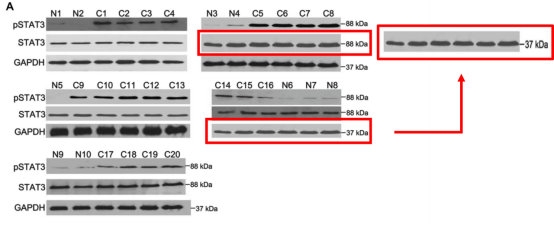 A
N1 N2 C1 C2 C3 C4
N3 N4 C5 C6 C7 C8
pSTAT3
88 kDa
STAT3
88 kDa
37 kDa
GAPDH
37 kDa
N5 C9 C10 C11 C12 C13
C14 C15 C16 N6 N7 N8
pSTAT3
88 kDa
STAT3
88 kDa
GAPDH
37 kDa
N9 N10 C17 C18 C19 C20
pSTAT3
88 kDa
STAT3
88 kDa
GAPDH
37 kDa